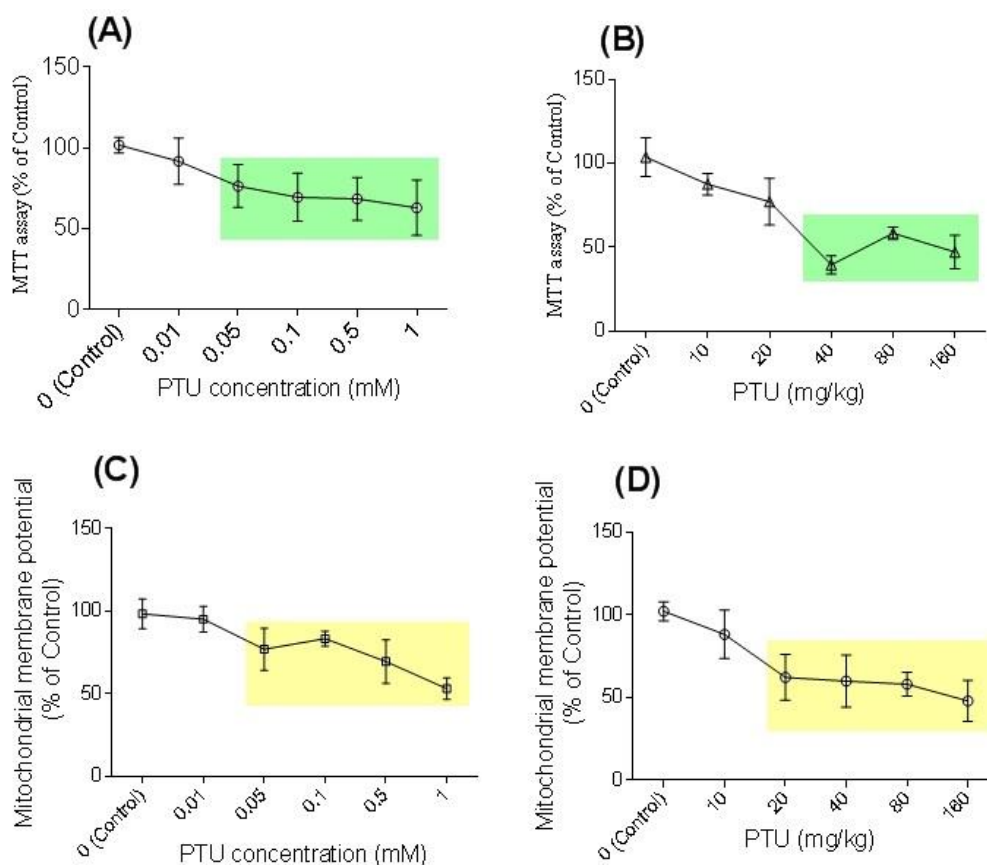 (A)
MTT assay (% of Control)
150
100
50
0
0 (Control)
0.01
0.05
0.1
0.5
1
PTU concentration (mM)
(B)
MTT assay (% of Control)
150
100
50
0
0 (Control)
10
20
40
80
160
PTU (mg/kg)
(C)
Mitochondrial membrane potential
(% of Control)
150
100
50
0
0 (Control)
0.01
0.05
0.1
0.5
1
PTU concentration (mM)
(D)
Mitochondrial membrane potential
(% of Control)
150
100
50
0
0 (Control)
10
20
40
80
160
PTU (mg/kg)